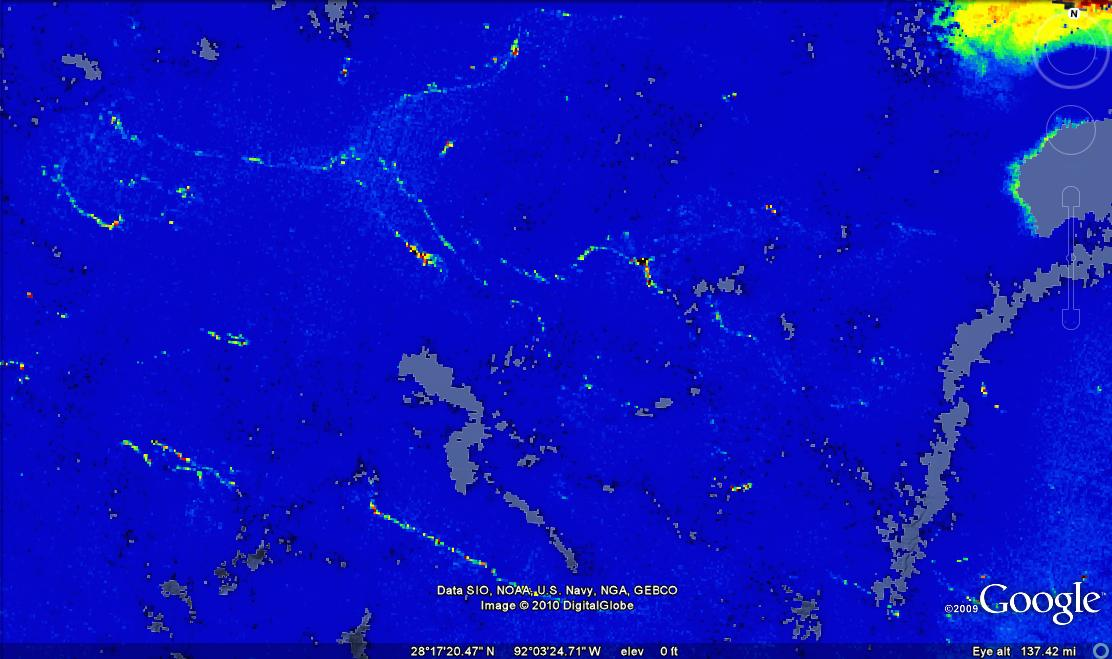 N
Data SIO, NOAA, U.S. Navy, NGA, GEBCO
Image © 2010 DigitalGlobe
©2009 Google™
28°17'20.47" N 92°03'24.71" W elev 0 ft Eye alt 137.42 mi